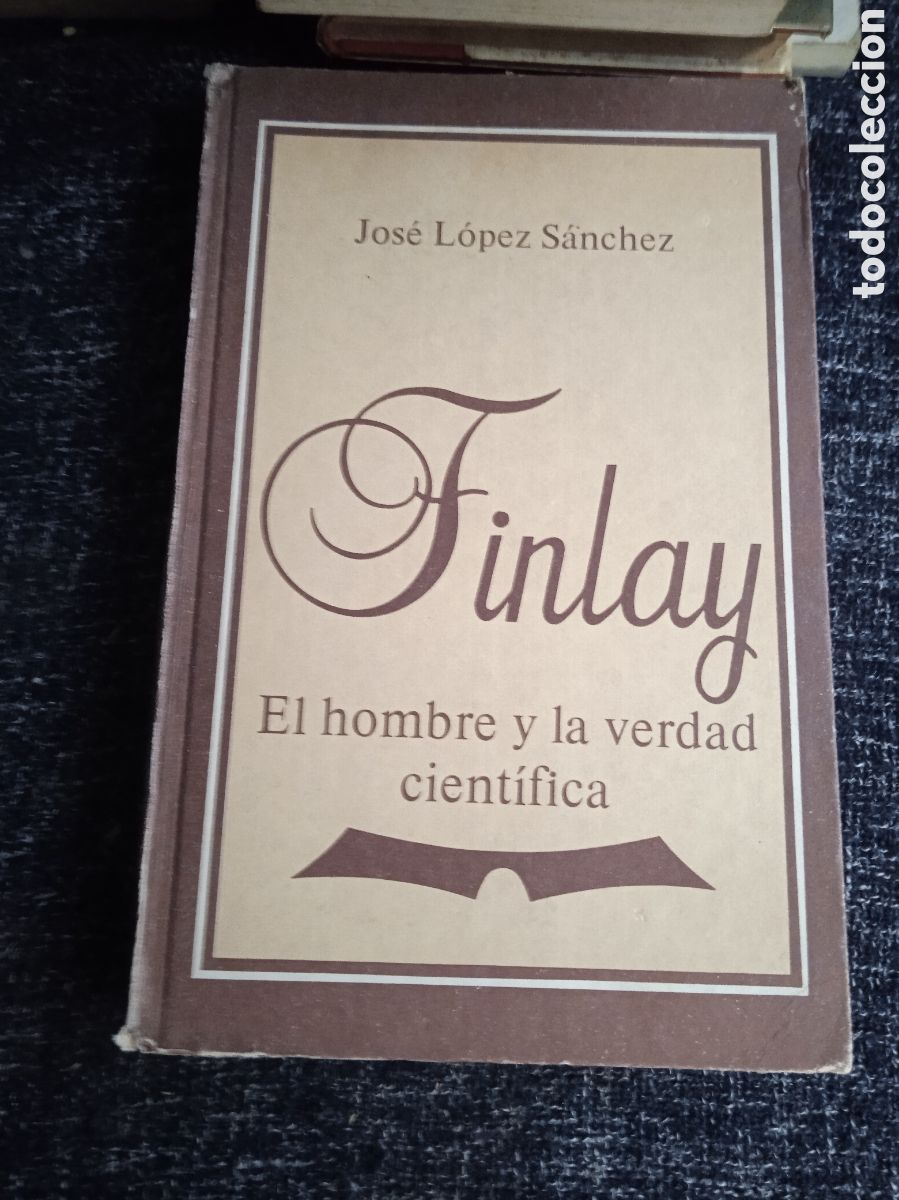 José López Sánchez
Finlay
El hombre y la verdad
científica
todocoleccion